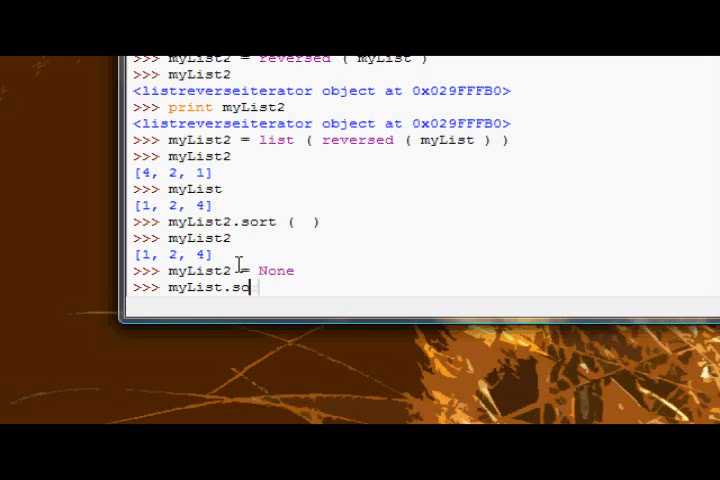 >>> myList2 = reversed ( myList )
>>> myList2
<listreverseiterator object at 0x029FFFB0>
>>> print myList2
<listreverseiterator object at 0x029FFFB0>
>>> myList2 = list ( reversed ( myList ) )
>>> myList2
[4, 2, 1]
>>> myList
[1, 2, 4]
>>> myList2.sort (  )
>>> myList2
[1, 2, 4]
>>> myList2 = None
>>> myList.so